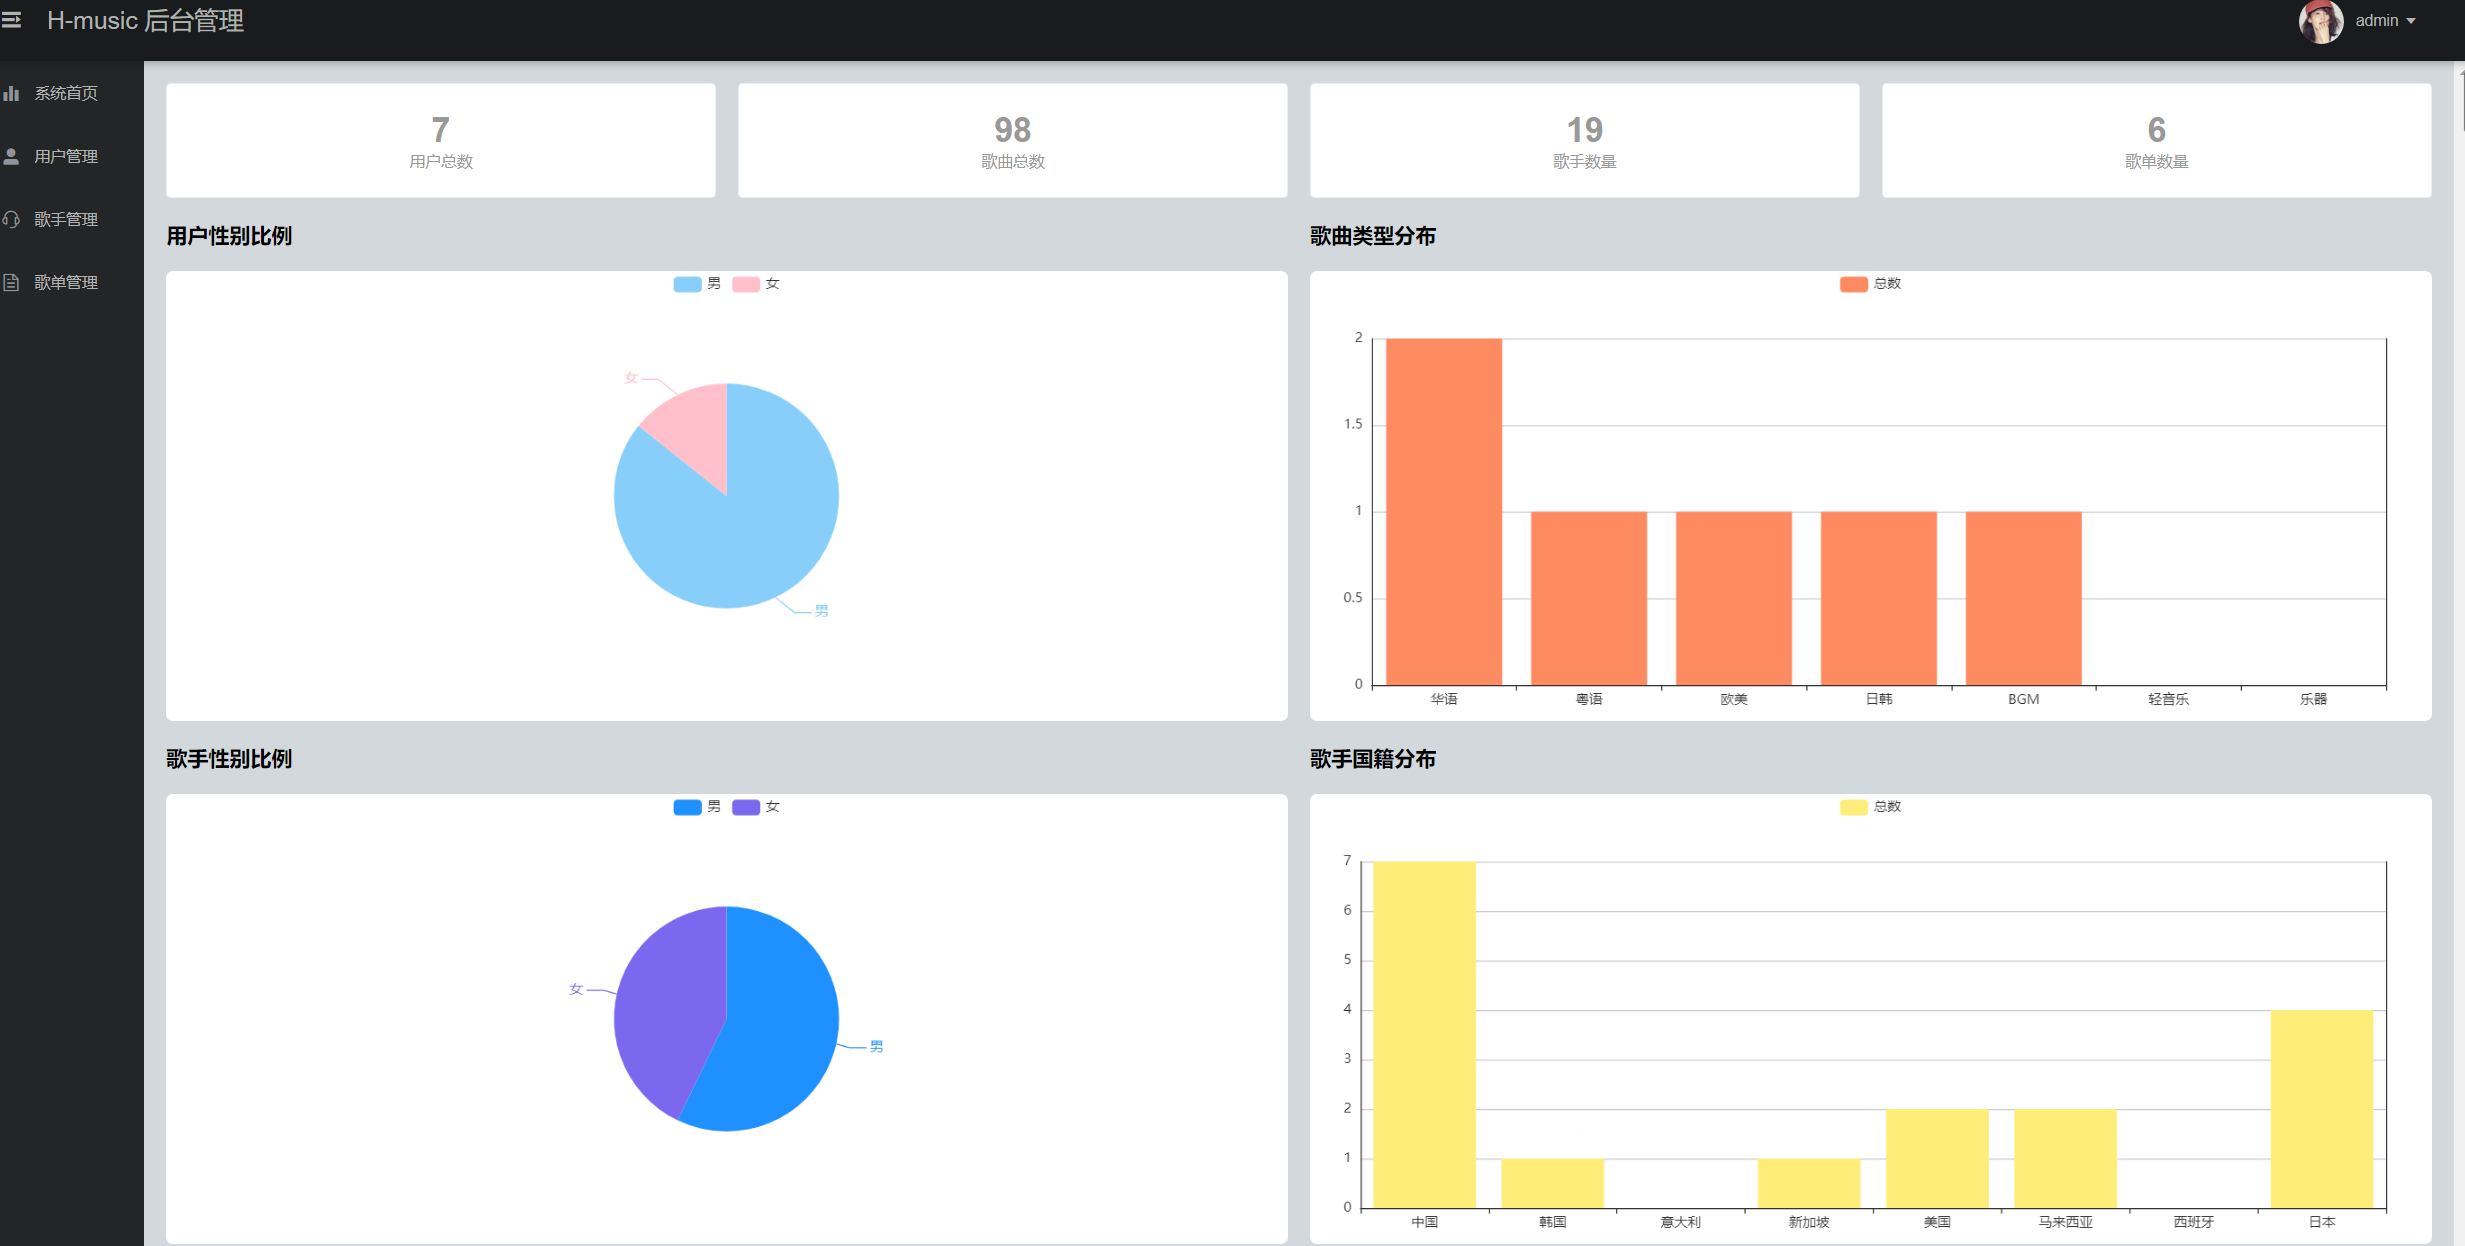 H-music 后台管理
admin
系统首页
用户管理
歌手管理
歌单管理
7
用户总数
98
歌曲总数
19
歌手数量
6
歌单数量
用户性别比例
男 女
女
男
歌曲类型分布
总数
2
1.5
1
0.5
0
华语 粤语 欧美 日韩 BGM 轻音乐 乐器
歌手性别比例
男 女
女
男
歌手国籍分布
总数
7
6
5
4
3
2
1
0
中国 韩国 意大利 新加坡 美国 马来西亚 西班牙 日本